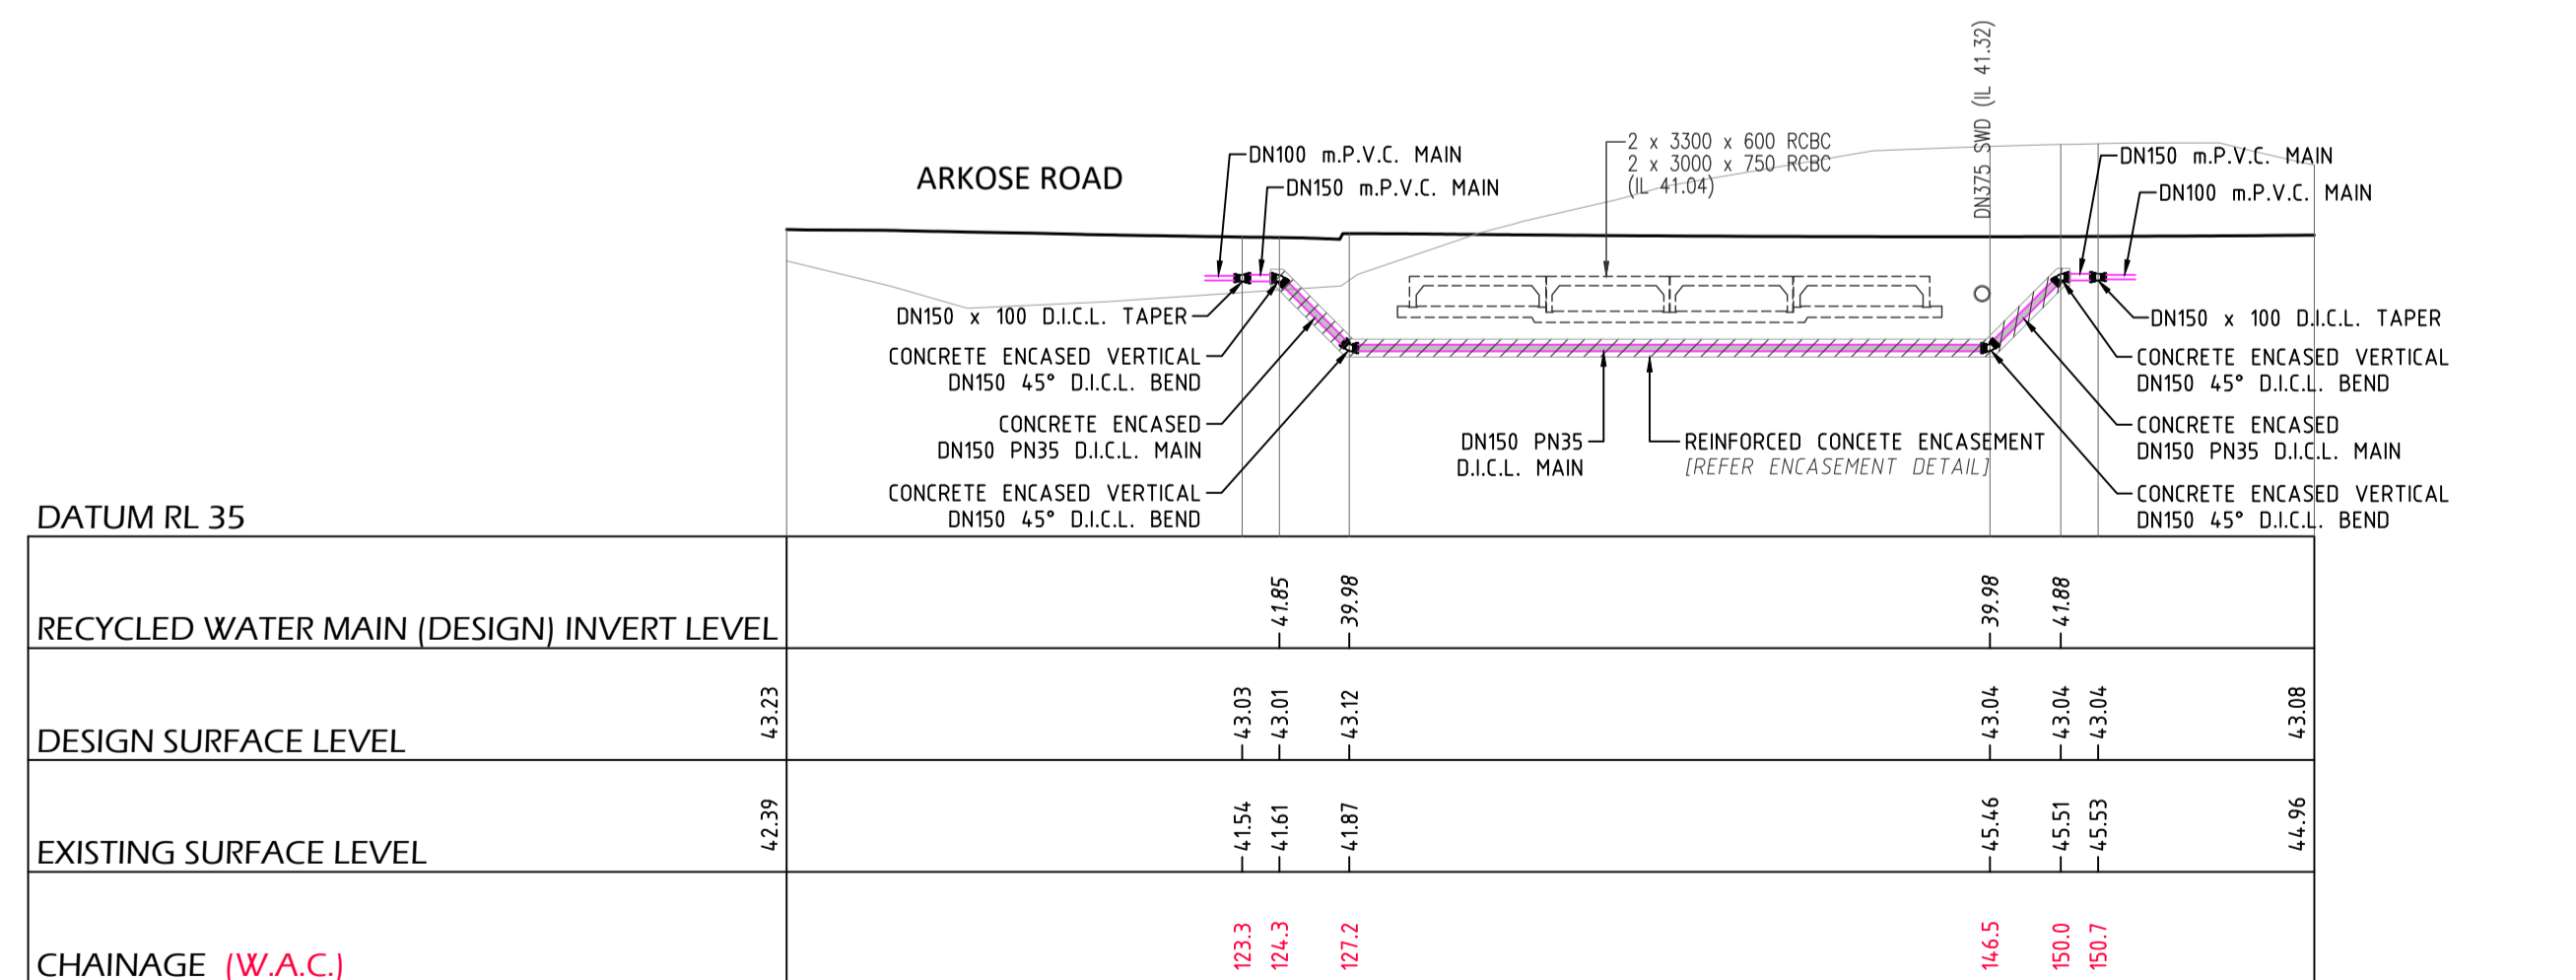 DN375 SWD (IL 41.32)
2 x 3300 x 600 RCBC
2 x 3000 x 750 RCBC
(IL 41.04)
ARKOSE ROAD
DN100 m.P.V.C. MAIN
DN150 m.P.V.C. MAIN
DN150 m.P.V.C. MAIN
DN100 m.P.V.C. MAIN
DN150 x 100 D.I.C.L. TAPER
CONCRETE ENCASED VERTICAL
DN150 45° D.I.C.L. BEND
CONCRETE ENCASED
DN150 PN35 D.I.C.L. MAIN
CONCRETE ENCASED VERTICAL
DN150 45° D.I.C.L. BEND
DN150 PN35
D.I.C.L. MAIN
REINFORCED CONCETE ENCASEMENT
[REFER ENCASEMENT DETAIL]
DN150 x 100 D.I.C.L. TAPER
CONCRETE ENCASED VERTICAL
DN150 45° D.I.C.L. BEND
CONCRETE ENCASED
DN150 PN35 D.I.C.L. MAIN
CONCRETE ENCASED VERTICAL
DN150 45° D.I.C.L. BEND
DATUM RL 35
RECYCLED WATER MAIN (DESIGN) INVERT LEVEL
41.85
39.98
39.98
41.88
DESIGN SURFACE LEVEL
43.23
43.03
43.01
43.12
43.04
43.04
43.04
43.08
EXISTING SURFACE LEVEL
42.39
41.54
41.61
41.87
45.46
45.51
45.53
44.96
CHAINAGE (W.A.C.)
123.3
124.3
127.2
146.5
150.0
150.7